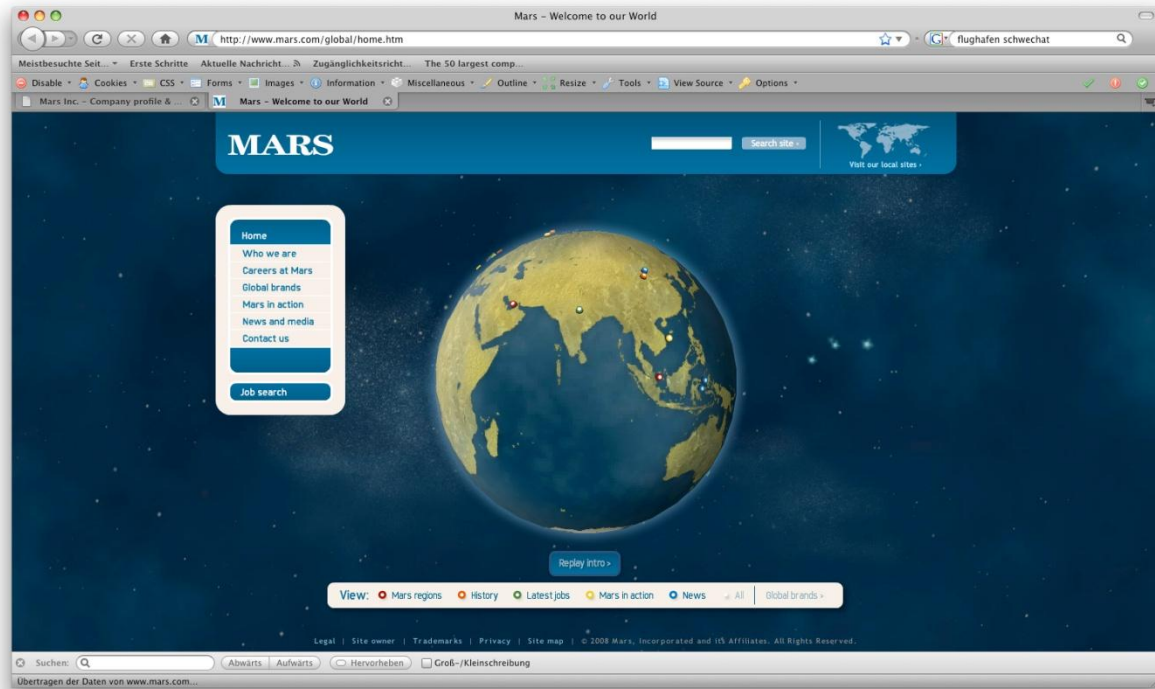 Mars – Welcome to our World
M http://www.mars.com/global/home.htm G flughafen schwechat
Meistbesuchte Seit... Erste Schritte Aktuelle Nachricht... Zugänglichkeitsricht... The 50 largest comp...
Disable Cookies CSS Forms Images Information Miscellaneous Outline Resize Tools View Source Options
Mars Inc. – Company profile & ... M Mars – Welcome to our World
MARS
Search site ›
Visit our local sites ›
Home
Who we are
Careers at Mars
Global brands
Mars in action
News and media
Contact us
Job search
Replay intro ›
View: Mars regions History Latest jobs Mars in action News All Global brands ›
Legal | Site owner | Trademarks | Privacy | Site map | © 2008 Mars, Incorporated and its Affiliates. All Rights Reserved.
Suchen: Abwärts Aufwärts Hervorheben Groß-/Kleinschreibung
Übertragen der Daten von www.mars.com...